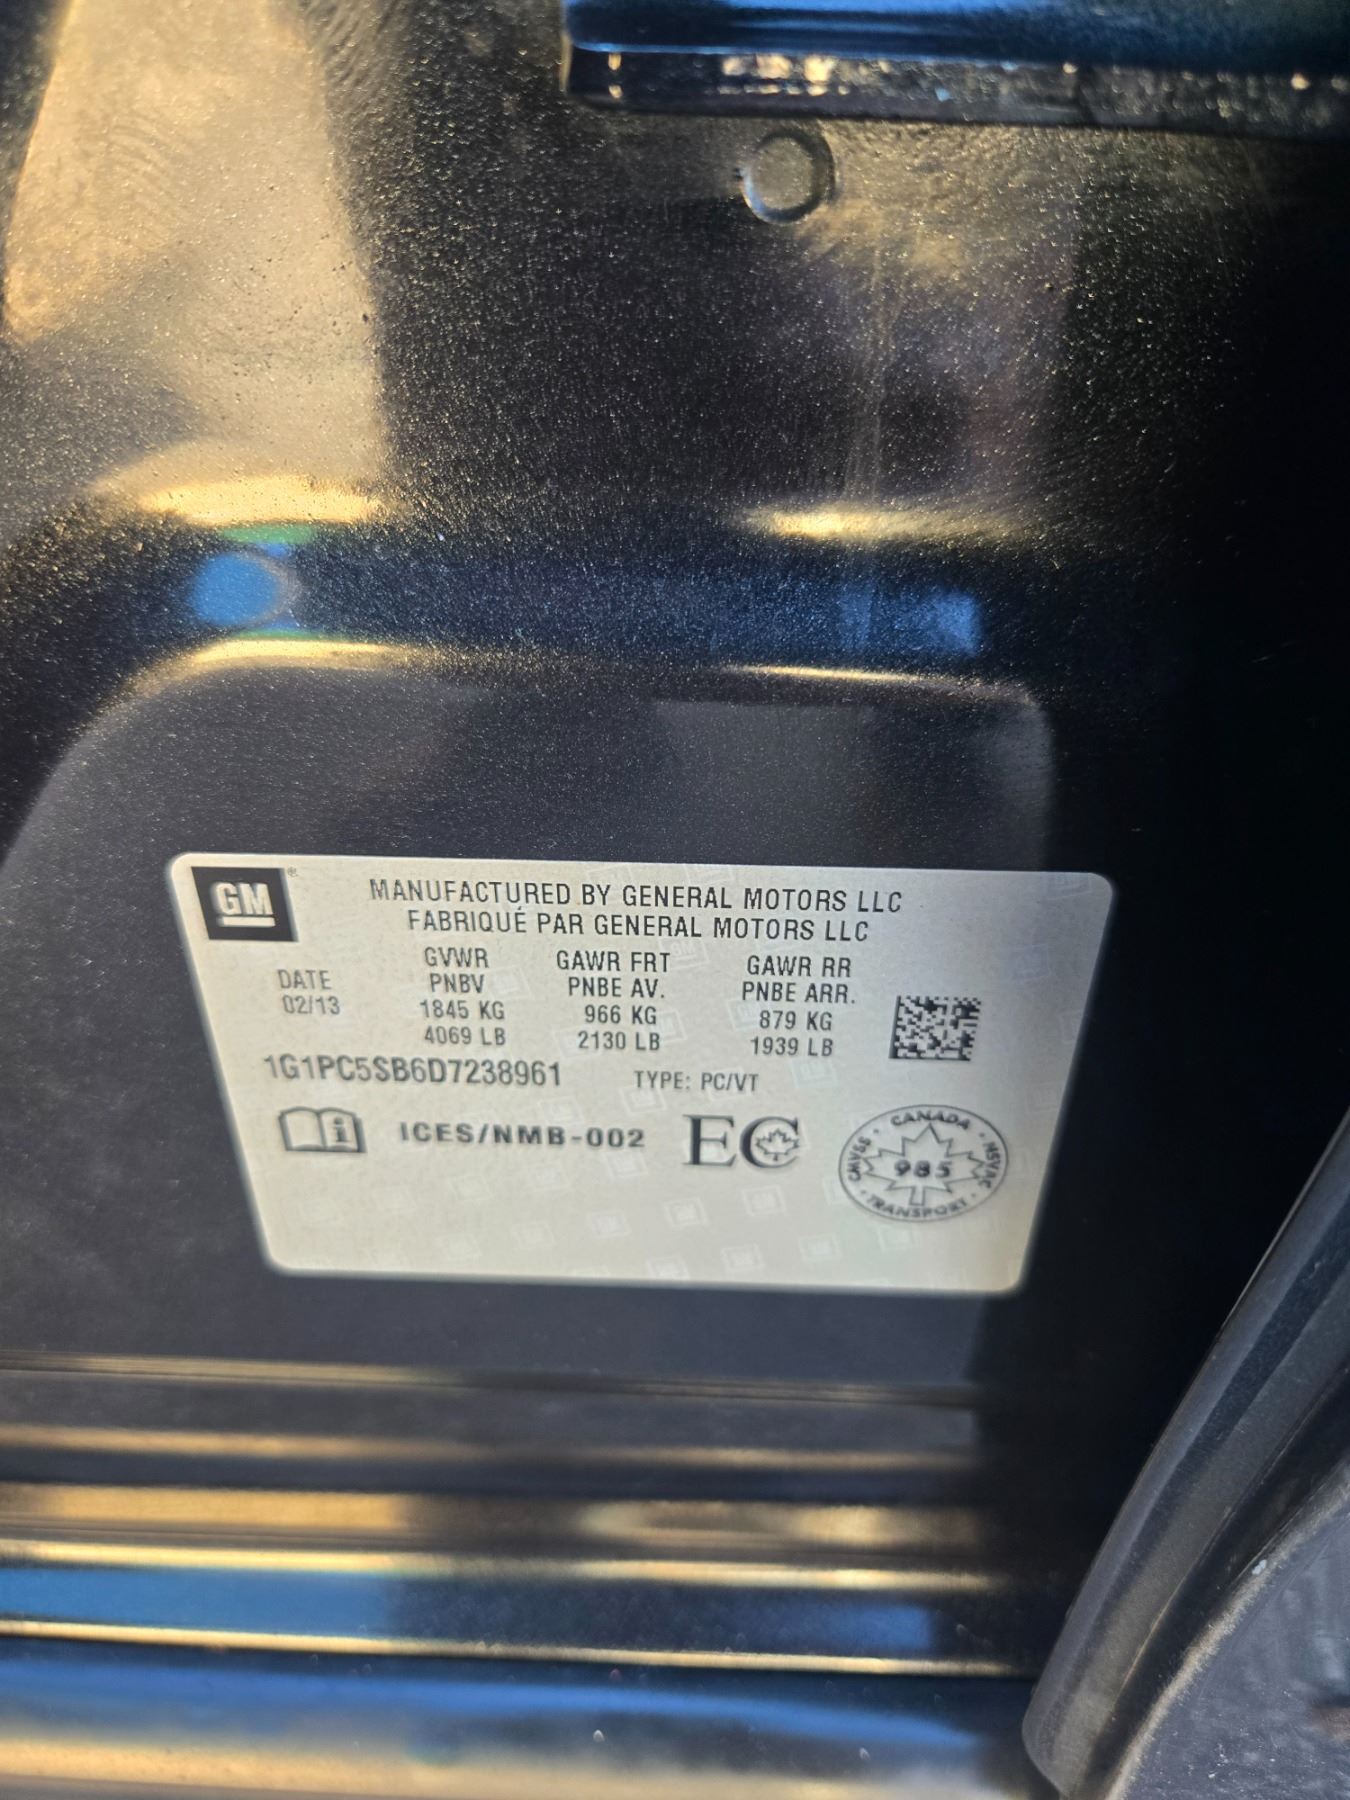 GM®
MANUFACTURED BY GENERAL MOTORS LLC
FABRIQUÉ PAR GENERAL MOTORS LLC
DATE
02/13
GVWR
PNBV
1845 KG
4069 LB
GAWR FRT
PNBE AV.
966 KG
2130 LB
GAWR RR
PNBE ARR.
879 KG
1939 LB
1G1PC5SB6D7238961 TYPE: PC/VT
i ICES/NMB-002 EC
CANADA
CMVSS 985 NSVAC
TRANSPORT